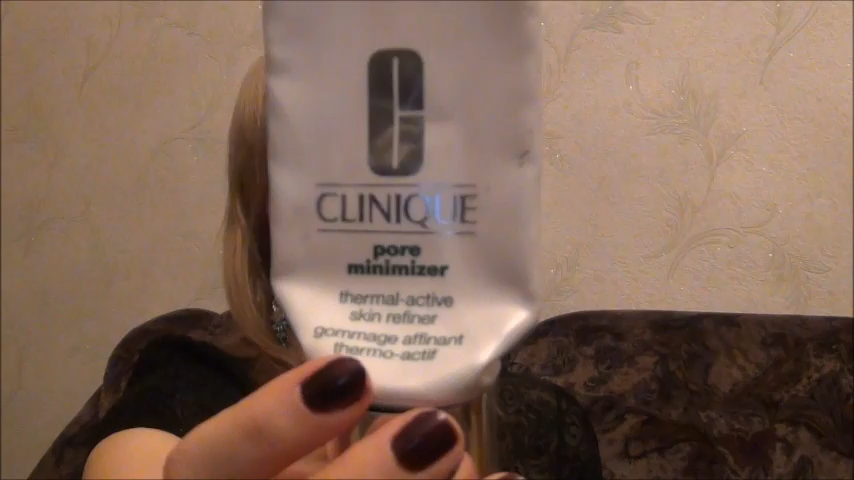 CLINIQUE
pore
minimizer
thermal-active
skin refiner
gommage affinant
thermo-actif